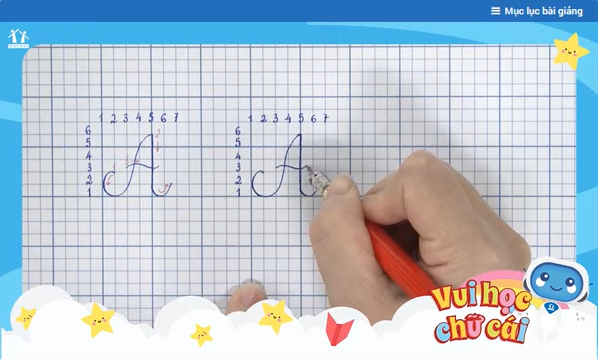 Mục lục bài giảng
1 2 3 4 5 6 7 1 2 3 4 5 6 7
6 6
5 5
4 4
3 A 3 A
2 2
1 1
Vui học
chữ cái